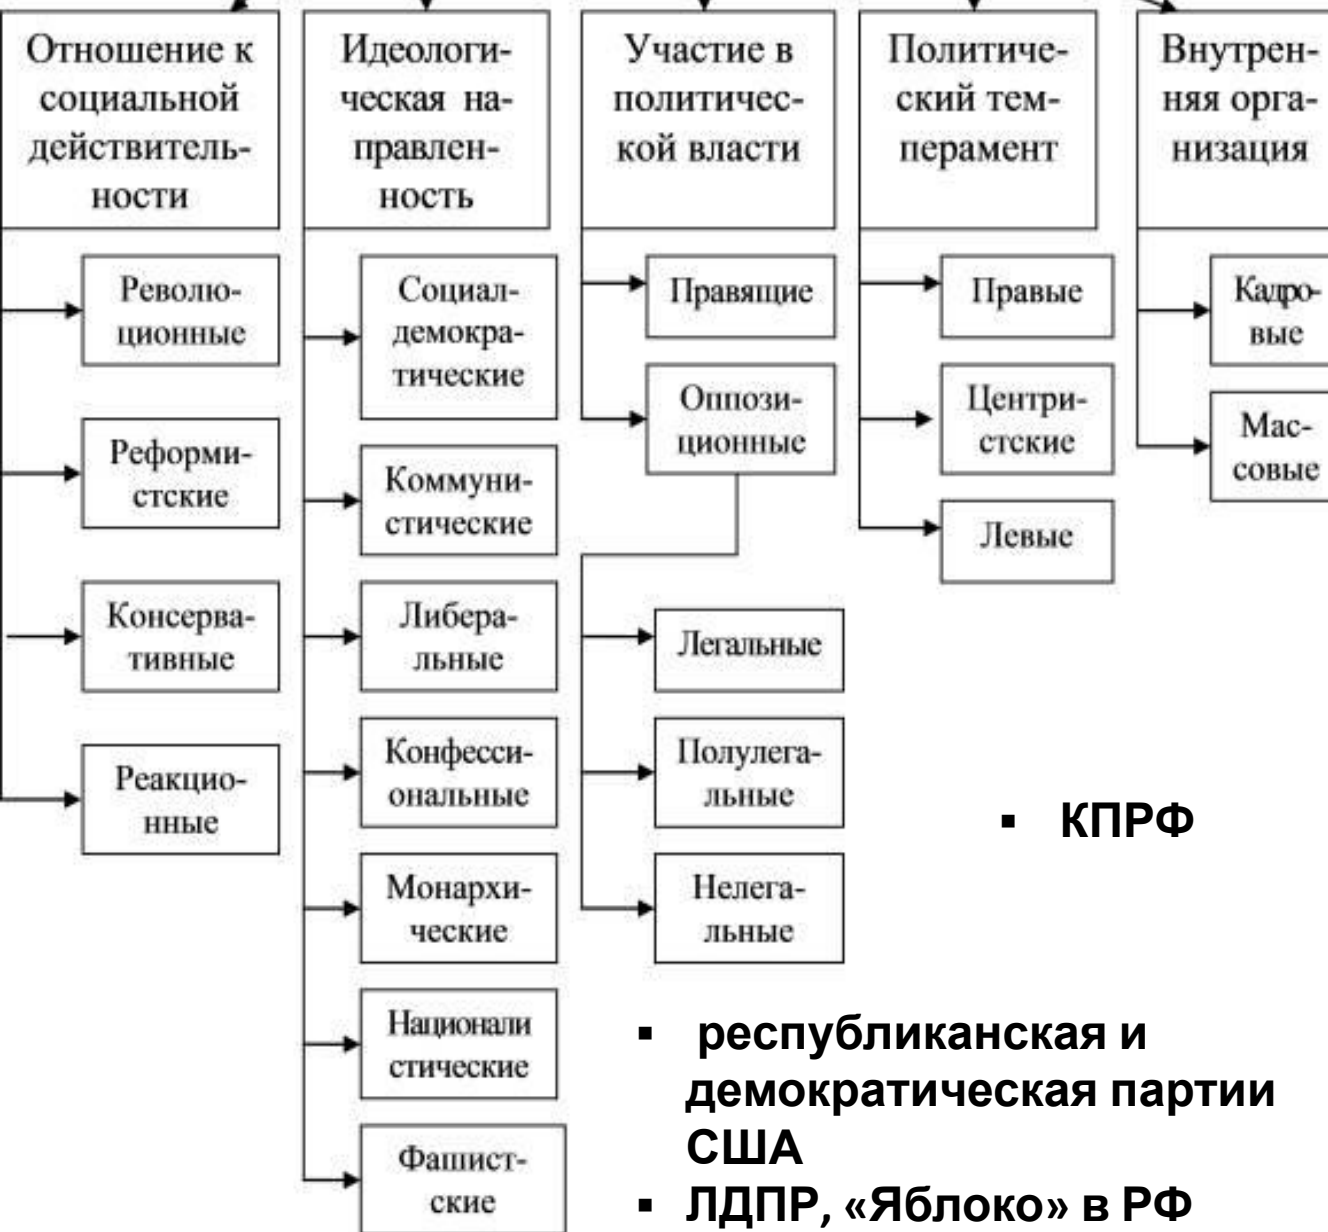 Отношение к
социальной
действитель-
ности
Револю-
ционные
Реформи-
стские
Консерва-
тивные
Реакцио-
нные
Идеологи-
ческая на-
правлен-
ность
Социал-
демокра-
тические
Коммуни-
стические
Либера-
льные
Конфесси-
ональные
Монархи-
ческие
Национали
стические
Фашист-
ские
Участие в
политичес-
кой власти
Правящие
Оппози-
ционные
Легальные
Полулега-
льные
Нелега-
льные
Политиче-
ский тем-
перамент
Правые
Центри-
стские
Левые
Внутрен-
няя орга-
низация
Кадро-
вые
Мас-
совые
▪ КПРФ
▪ республиканская и
демократическая партии
США
▪ ЛДПР, «Яблоко» в РФ